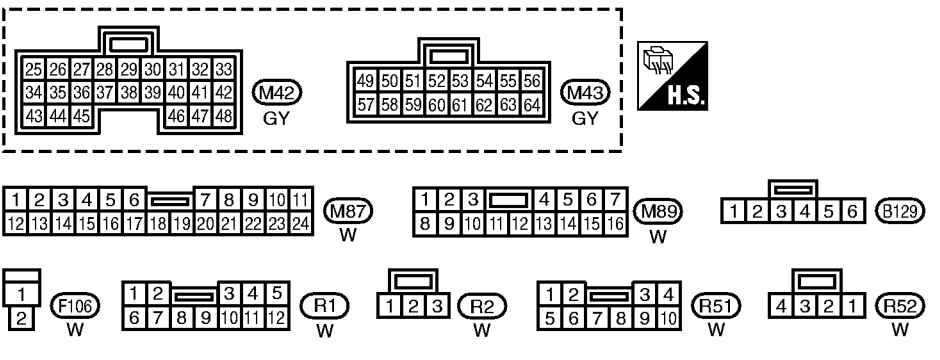 25 26 27 28 29 30 31 32 33
34 35 36 37 38 39 40 41 42
43 44 45 46 47 48
M42
GY
49 50 51 52 53 54 55 56
57 58 59 60 61 62 63 64
M43
GY
H.S.
1 2 3 4 5 6 7 8 9 10 11
12 13 14 15 16 17 18 19 20 21 22 23 24
M87
W
1 2 3 4 5 6 7
8 9 10 11 12 13 14 15 16
M89
W
1 2 3 4 5 6
B129
1
2
F106
W
1 2 3 4 5
6 7 8 9 10 11 12
R1
W
1 2 3
R2
W
1 2 3 4
5 6 7 8 9 10
R51
W
4 3 2 1
R52
W